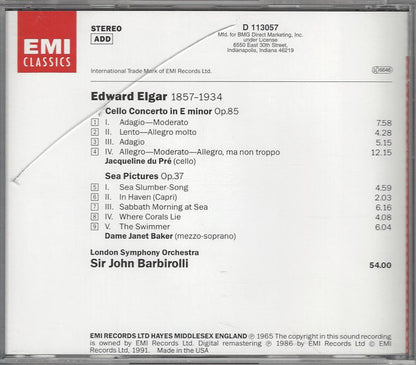 EMI
CLASSICS
STEREO
ADD
D 113057
Mfd. for BMG Direct Marketing, Inc.
under License
6550 East 30th Street,
Indianapolis, Indiana 46219
International Trade Mark of EMI Records Ltd.
Edward Elgar 1857–1934
Cello Concerto in E minor Op.85
1 I. Adagio—Moderato 7.58
2 II. Lento—Allegro molto 4.28
3 III. Adagio 5.15
4 IV. Allegro—Moderato—Allegro, ma non troppo 12.15
Jacqueline du Pré (cello)
Sea Pictures Op.37
5 I. Sea Slumber-Song 4.59
6 II. In Haven (Capri) 2.03
7 III. Sabbath Morning at Sea 6.16
8 IV. Where Corals Lie 4.08
9 V. The Swimmer 6.04
Dame Janet Baker (mezzo-soprano)
London Symphony Orchestra
Sir John Barbirolli 54.00
EMI RECORDS LTD HAYES MIDDLESEX ENGLAND ℗ 1965 The copyright in this sound recording
is owned by EMI Records Ltd. Digital remastering ℗ 1986 by EMI Records Ltd. © EMI
Records Ltd., 1991. Made in the USA